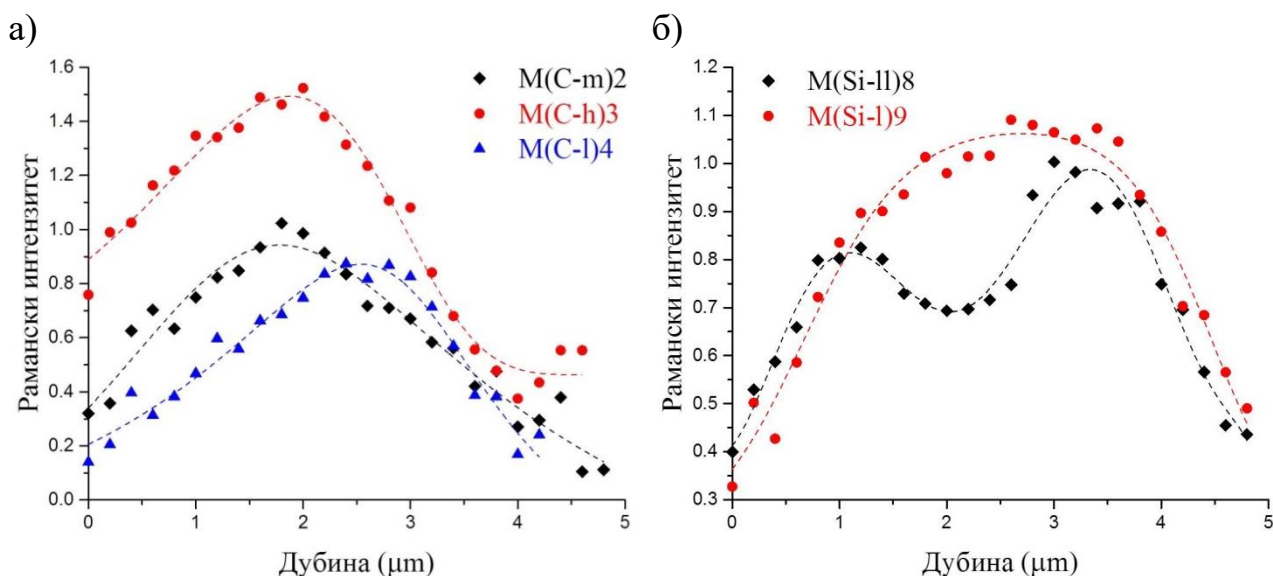 а)
1.6
1.4
1.2
1.0
0.8
0.6
0.4
0.2
0.0
Рамански интензитет
M(C-m)2
M(C-h)3
M(C-l)4
0 1 2 3 4 5
Дубина (μm)
б)
1.2
1.1
1.0
0.9
0.8
0.7
0.6
0.5
0.4
0.3
Рамански интензитет
M(Si-ll)8
M(Si-l)9
0 1 2 3 4 5
Дубина (μm)